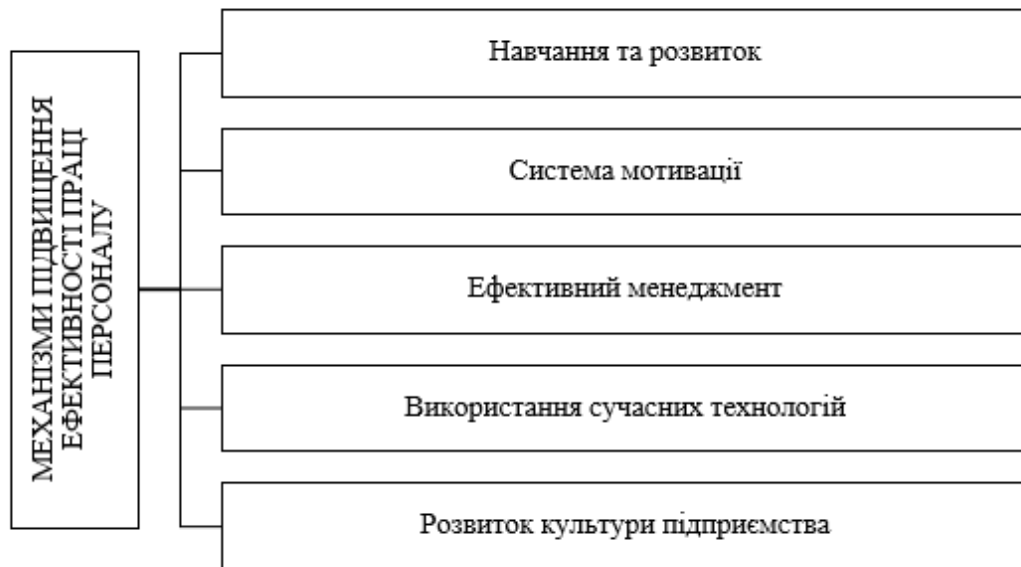 МЕХАНІЗМИ ПІДВИЩЕННЯ
ЕФЕКТИВНОСТІ ПРАЦІ
ПЕРСОНАЛУ
Навчання та розвиток
Система мотивації
Ефективний менеджмент
Використання сучасних технологій
Розвиток культури підприємства